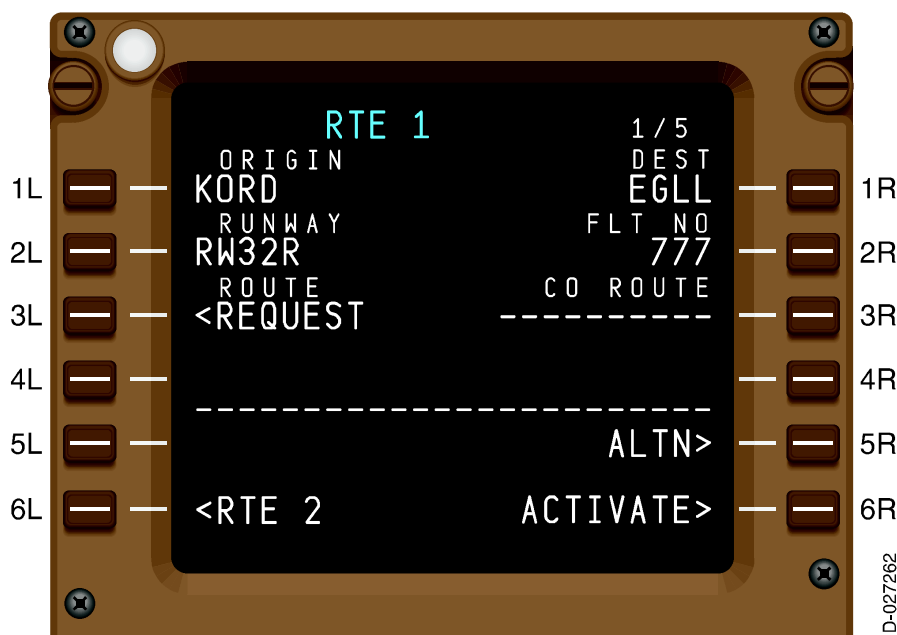 RTE 1
1/5
ORIGIN DEST
1L KORD EGLL 1R
RUNWAY FLT NO
2L RW32R 777 2R
ROUTE CO ROUTE
3L <REQUEST ---------- 3R
4L 4R
------------------------
5L ALTN> 5R
6L <RTE 2 ACTIVATE> 6R
D-027262